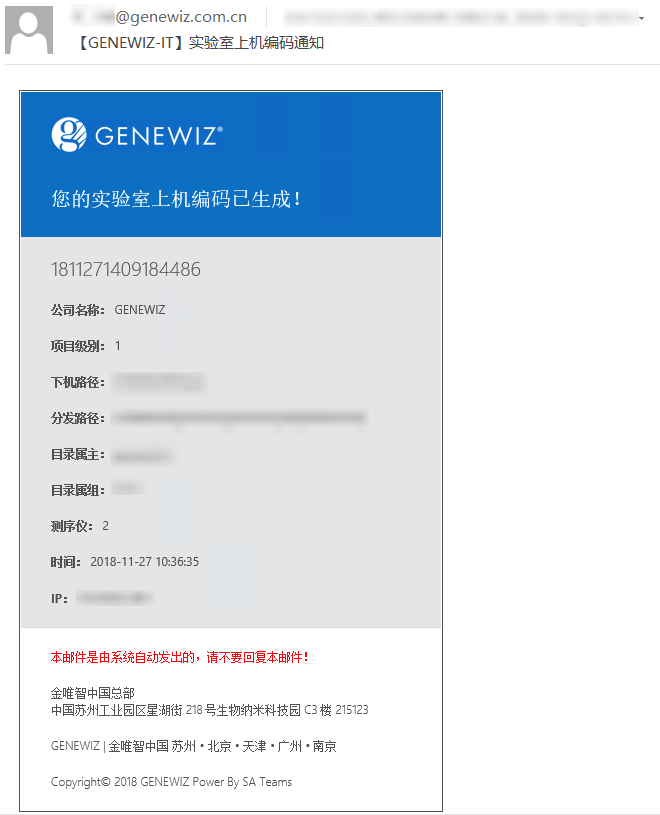 @genewiz.com.cn
【GENEWIZ-IT】实验室上机编码通知
GENEWIZ®
您的实验室上机编码已生成！
1811271409184486
公司名称： GENEWIZ
项目级别： 1
下机路径：
分发路径：
目录属主：
目录属组：
测序仪： 2
时间： 2018-11-27 10:36:35
IP：
本邮件是由系统自动发出的，请不要回复本邮件！
金唯智中国总部
中国苏州工业园区星湖街 218 号生物纳米科技园 C3 楼 215123
GENEWIZ | 金唯智中国 苏州 • 北京 • 天津 • 广州 • 南京
Copyright© 2018 GENEWIZ Power By SA Teams